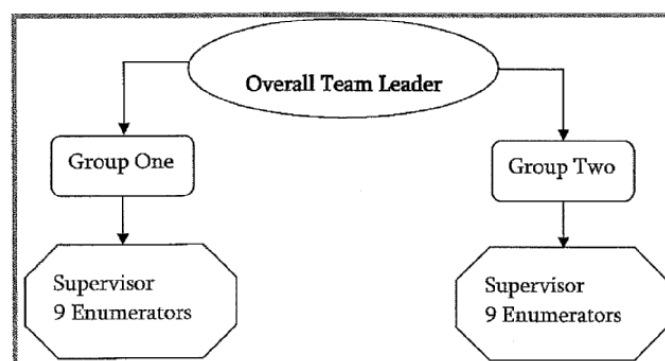 Overall Team Leader
Group One
Group Two
Supervisor
9 Enumerators
Supervisor
9 Enumerators